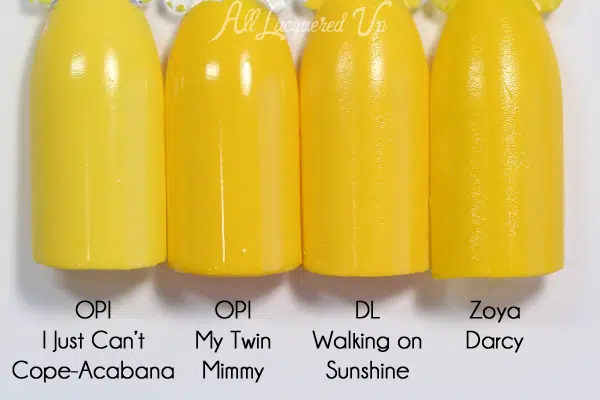 All Lacquered Up
OPI
I Just Can't
Cope-Acabana
OPI
My Twin
Mimmy
DL
Walking on
Sunshine
Zoya
Darcy